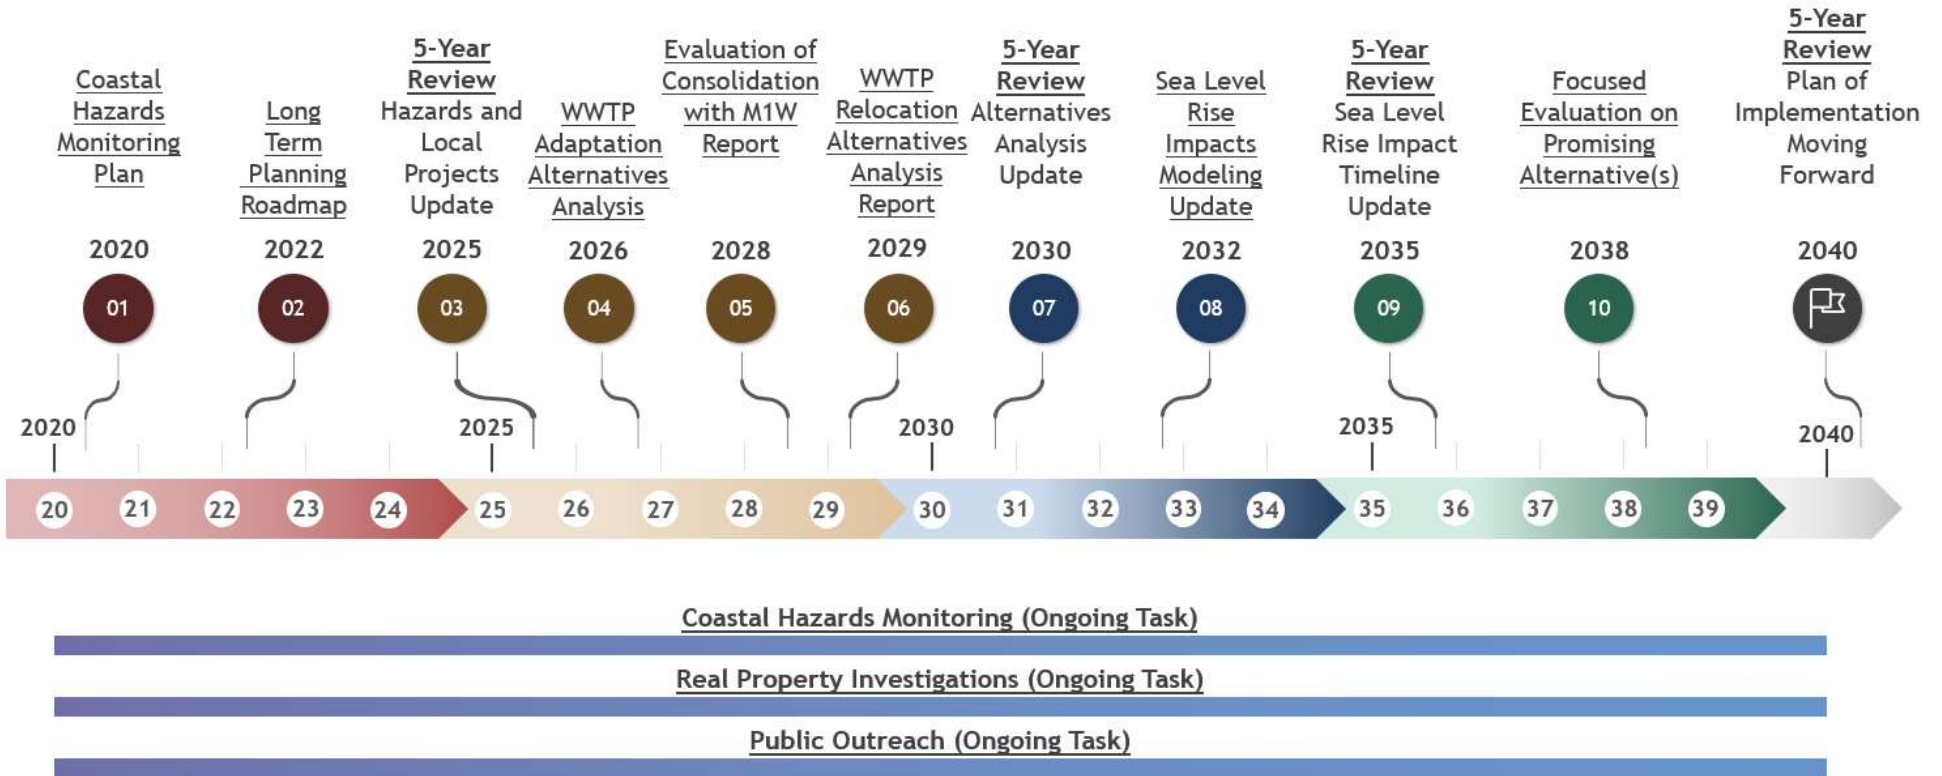 Coastal
Hazards
Monitoring
Plan
2020
01
Long
Term
Planning
Roadmap
2022
02
5-Year
Review
Hazards and
Local
Projects
Update
2025
03
WWTP
Adaptation
Alternatives
Analysis
2026
04
Evaluation of
Consolidation
with M1W
Report
2028
05
WWTP
Relocation
Alternatives
Analysis
Report
2029
06
5-Year
Review
Alternatives
Analysis
Update
2030
07
Sea Level
Rise
Impacts
Modeling
Update
2032
08
5-Year
Review
Sea Level
Rise Impact
Timeline
Update
2035
09
Focused
Evaluation on
Promising
Alternative(s)
2038
10
5-Year
Review
Plan of
Implementation
Moving
Forward
2040
2020
2025
2030
2035
2040
20 21 22 23 24 25 26 27 28 29 30 31 32 33 34 35 36 37 38 39
Coastal Hazards Monitoring (Ongoing Task)
Real Property Investigations (Ongoing Task)
Public Outreach (Ongoing Task)